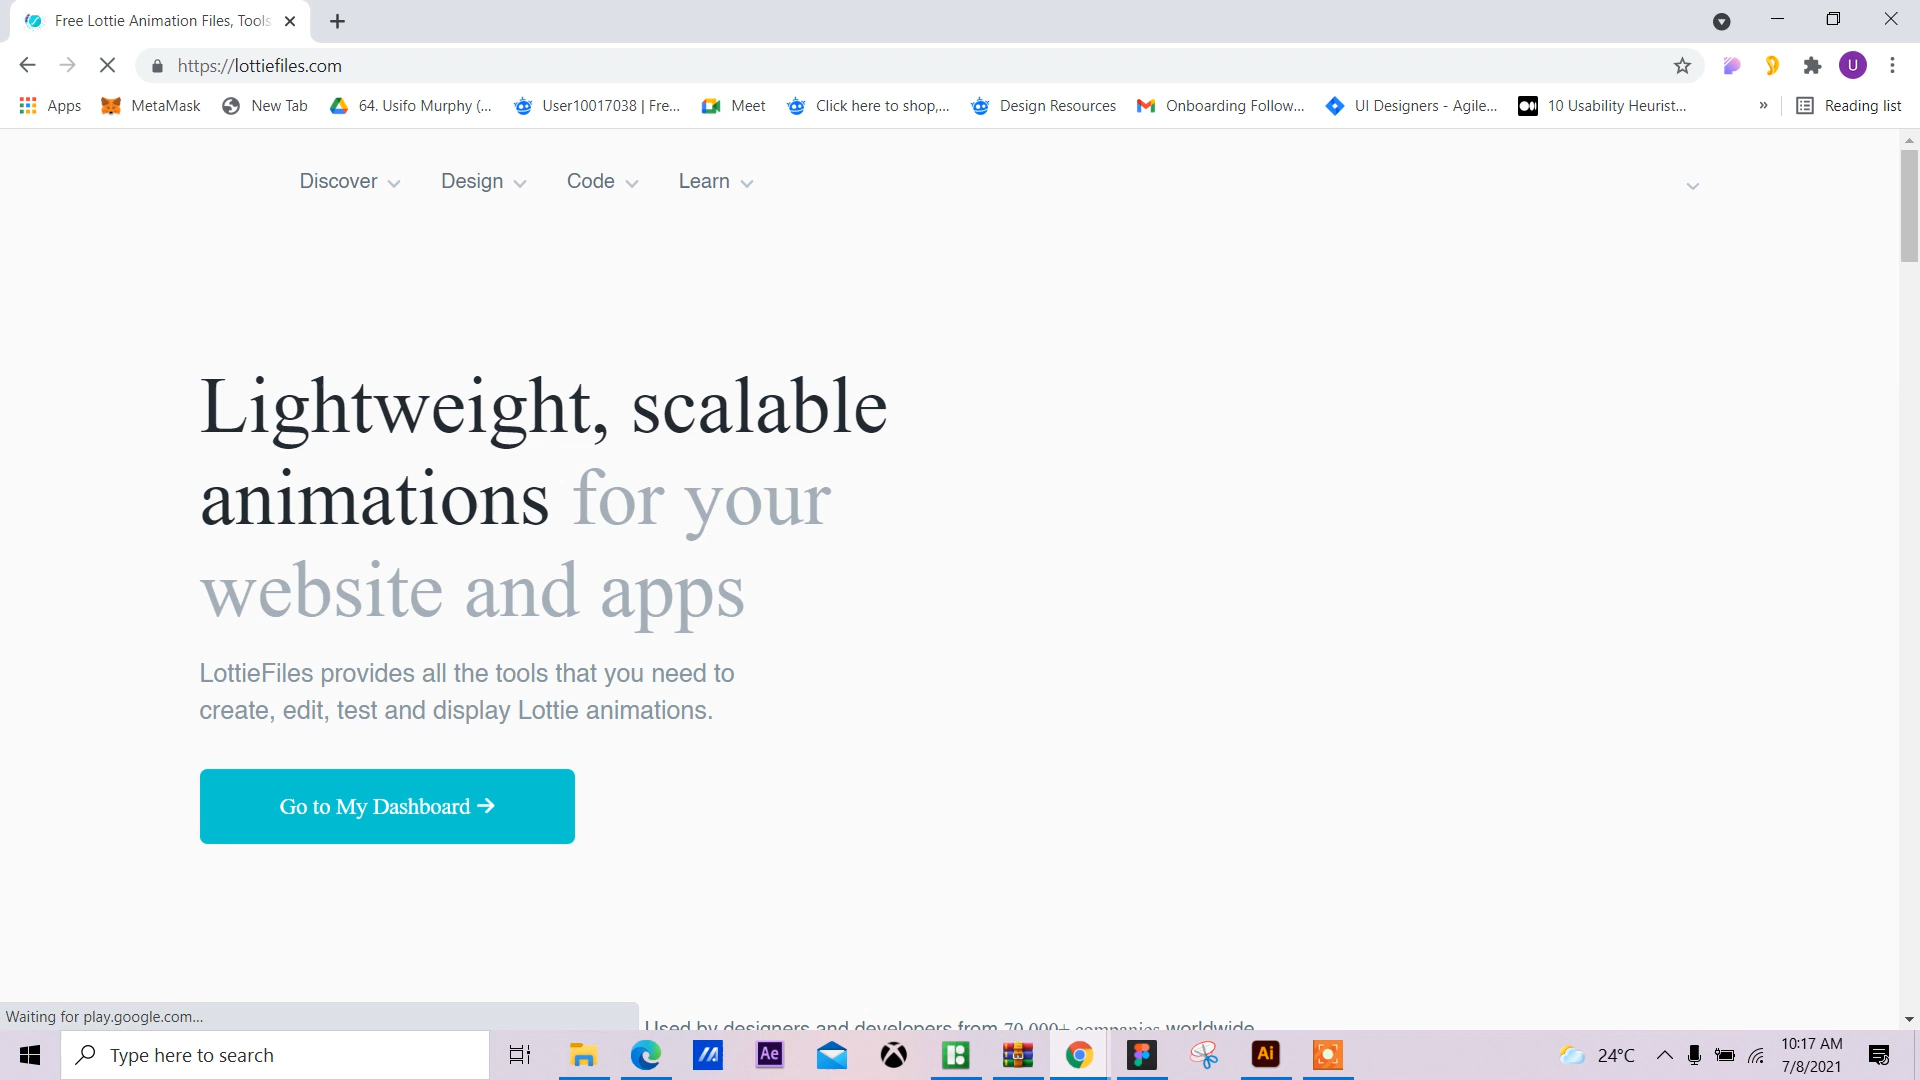 Free Lottie Animation Files, Tools
https://lottiefiles.com
U
Apps
MetaMask
New Tab
64. Usifo Murphy (...
User10017038 | Fre...
Meet
Click here to shop,...
Design Resources
Onboarding Follow...
UI Designers - Agile...
10 Usability Heurist...
»
Reading list
Discover
Design
Code
Learn
Lightweight, scalable
animations for your
website and apps
LottieFiles provides all the tools that you need to
create, edit, test and display Lottie animations.
Go to My Dashboard →
Waiting for play.google.com...
Used by designers and developers from 70,000+ companies worldwide
Type here to search
Ae
Ai
24°C
10:17 AM
7/8/2021